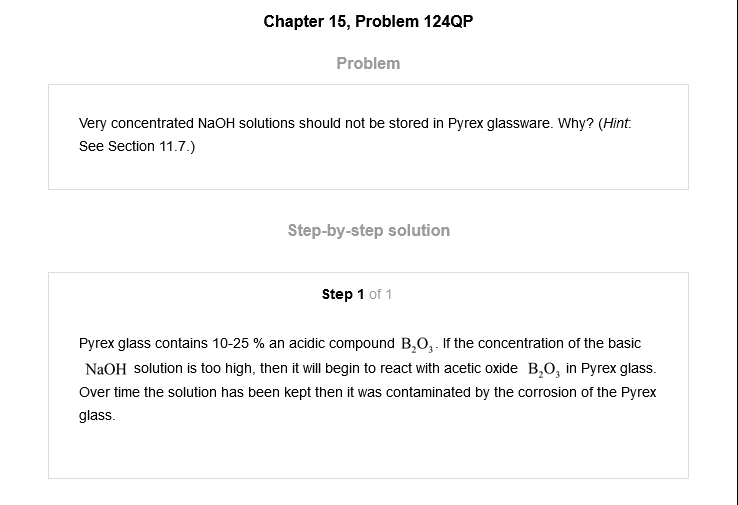 Chapter 15, Problem 124QP
Problem
Very concentrated NaOH solutions should not be stored in Pyrex glassware. Why? (Hint:
See Section 11.7.)
Step-by-step solution
Step 1 of 1
Pyrex glass contains 10-25 % an acidic compound B₂O₃. If the concentration of the basic
NaOH solution is too high, then it will begin to react with acetic oxide B₂O₃ in Pyrex glass.
Over time the solution has been kept then it was contaminated by the corrosion of the Pyrex
glass.